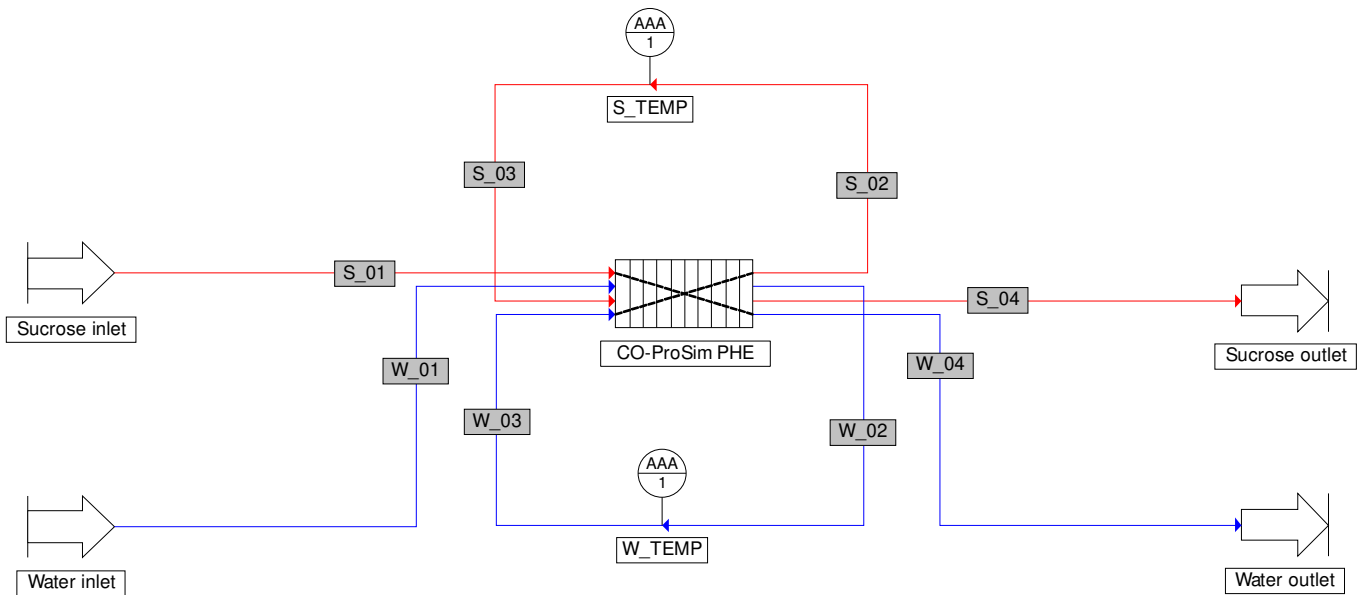 AAA
1
S_TEMP
S_03
S_02
S_01
S_04
Sucrose inlet
CO-ProSim PHE
Sucrose outlet
W_01
W_04
W_03
W_02
AAA
1
W_TEMP
Water inlet
Water outlet